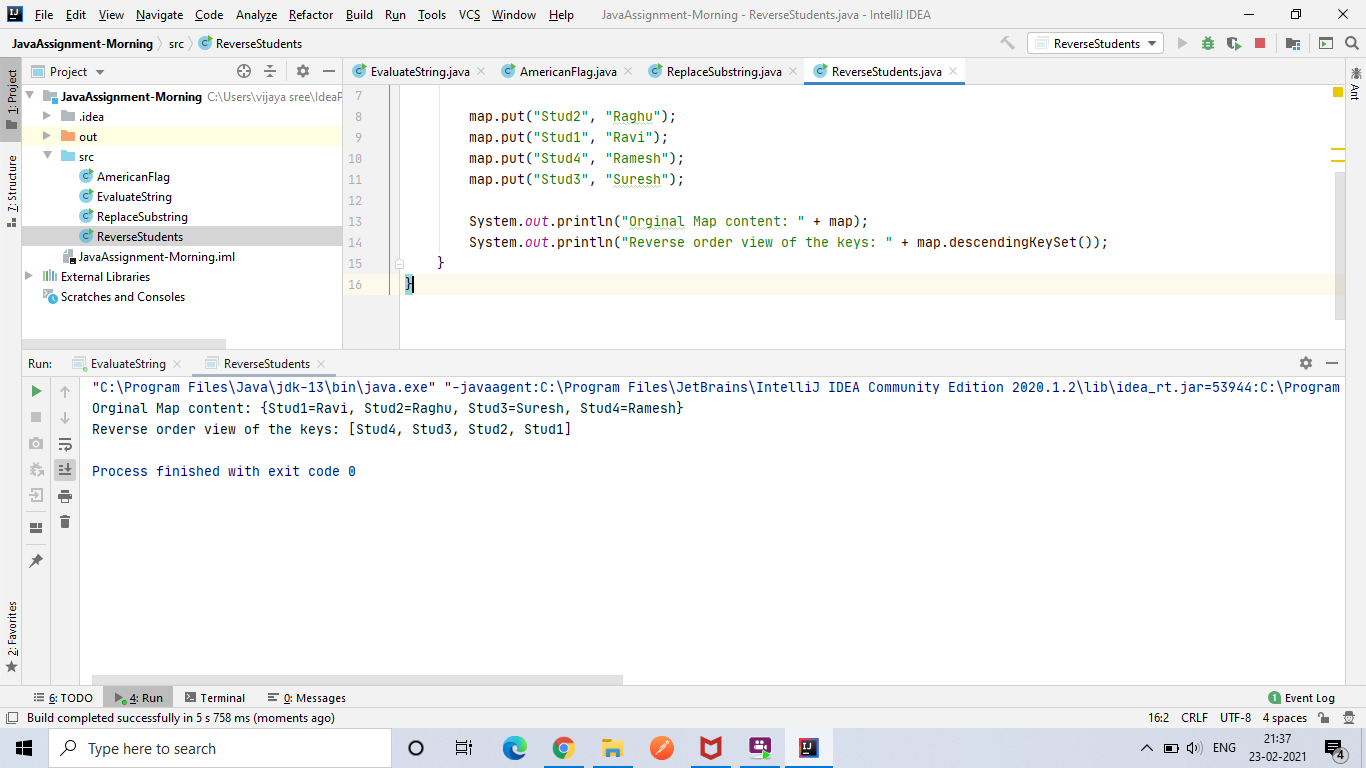 File Edit View Navigate Code Analyze Refactor Build Run Tools VCS Window Help JavaAssignment-Morning - ReverseStudents.java - IntelliJ IDEA
JavaAssignment-Morning src ReverseStudents ReverseStudents
1: Project
7: Structure
2: Favorites
Ant
Project
JavaAssignment-Morning C:\Users\vijaya sree\IdeaP
.idea
out
src
AmericanFlag
EvaluateString
ReplaceSubstring
ReverseStudents
JavaAssignment-Morning.iml
External Libraries
Scratches and Consoles
EvaluateString.java AmericanFlag.java ReplaceSubstring.java ReverseStudents.java
7
8 map.put("Stud2", "Raghu");
9 map.put("Stud1", "Ravi");
10 map.put("Stud4", "Ramesh");
11 map.put("Stud3", "Suresh");
12
13 System.out.println("Orginal Map content: " + map);
14 System.out.println("Reverse order view of the keys: " + map.descendingKeySet());
15 }
16 }
Run: EvaluateString ReverseStudents
"C:\Program Files\Java\jdk-13\bin\java.exe" "-javaagent:C:\Program Files\JetBrains\IntelliJ IDEA Community Edition 2020.1.2\lib\idea_rt.jar=53944:C:\Program
Orginal Map content: {Stud1=Ravi, Stud2=Raghu, Stud3=Suresh, Stud4=Ramesh}
Reverse order view of the keys: [Stud4, Stud3, Stud2, Stud1]
Process finished with exit code 0
6: TODO 4: Run Terminal 0: Messages 1 Event Log
Build completed successfully in 5 s 758 ms (moments ago) 16:2 CRLF UTF-8 4 spaces
Type here to search ENG 21:37
23-02-2021 4